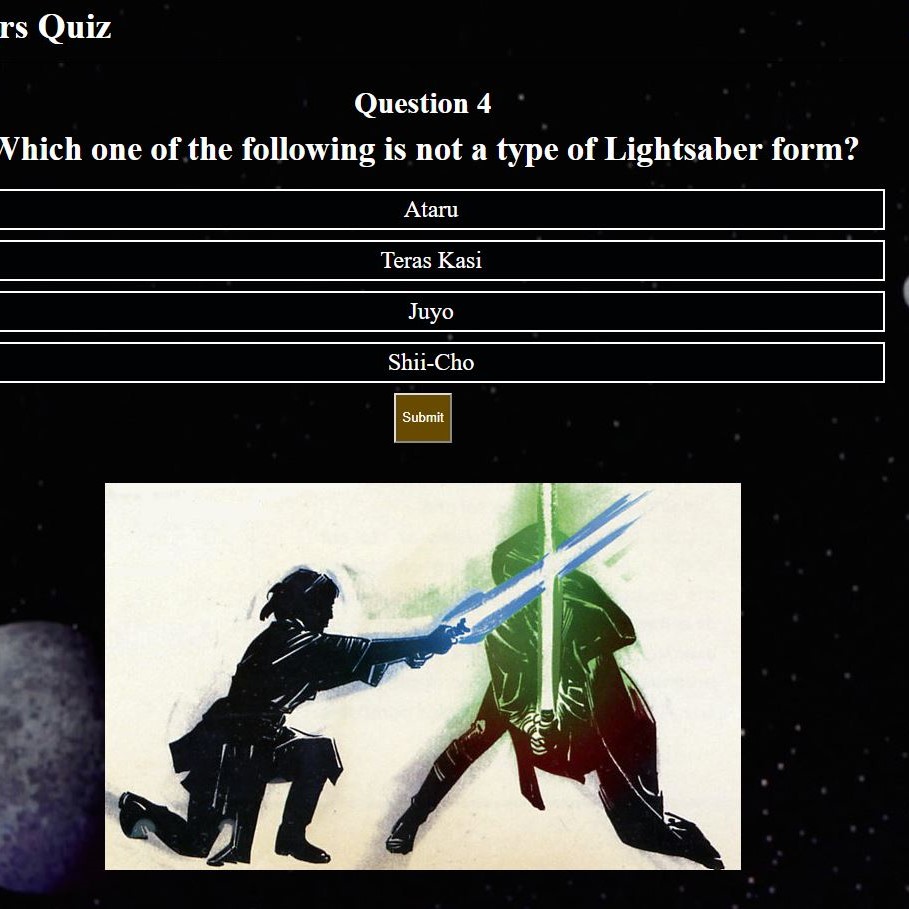 rs Quiz
Question 4
Which one of the following is not a type of Lightsaber form?
Ataru
Teras Kasi
Juyo
Shii-Cho
Submit